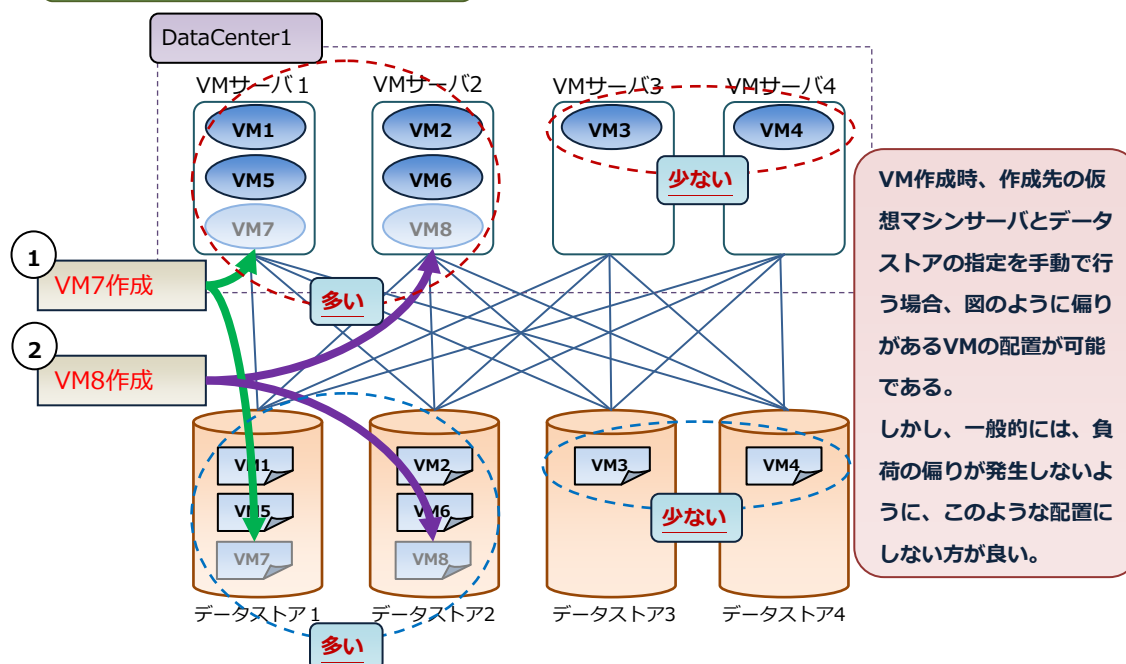 DataCenter1
VMサーバ1
VMサーバ2
VMサーバ3
VMサーバ4
VM1
VM2
VM3
VM4
VM5
VM6
少ない
VM7
VM8
1
VM7作成
多い
2
VM8作成
VM作成時、作成先の仮
想マシンサーバとデータ
ストアの指定を手動で行
う場合、図のように偏り
があるVMの配置が可能
である。
しかし、一般的には、負
荷の偏りが発生しないよ
うに、このような配置に
しない方が良い。
VM1
VM2
VM3
VM4
VM5
VM6
少ない
VM7
VM8
データストア1
データストア2
データストア3
データストア4
多い